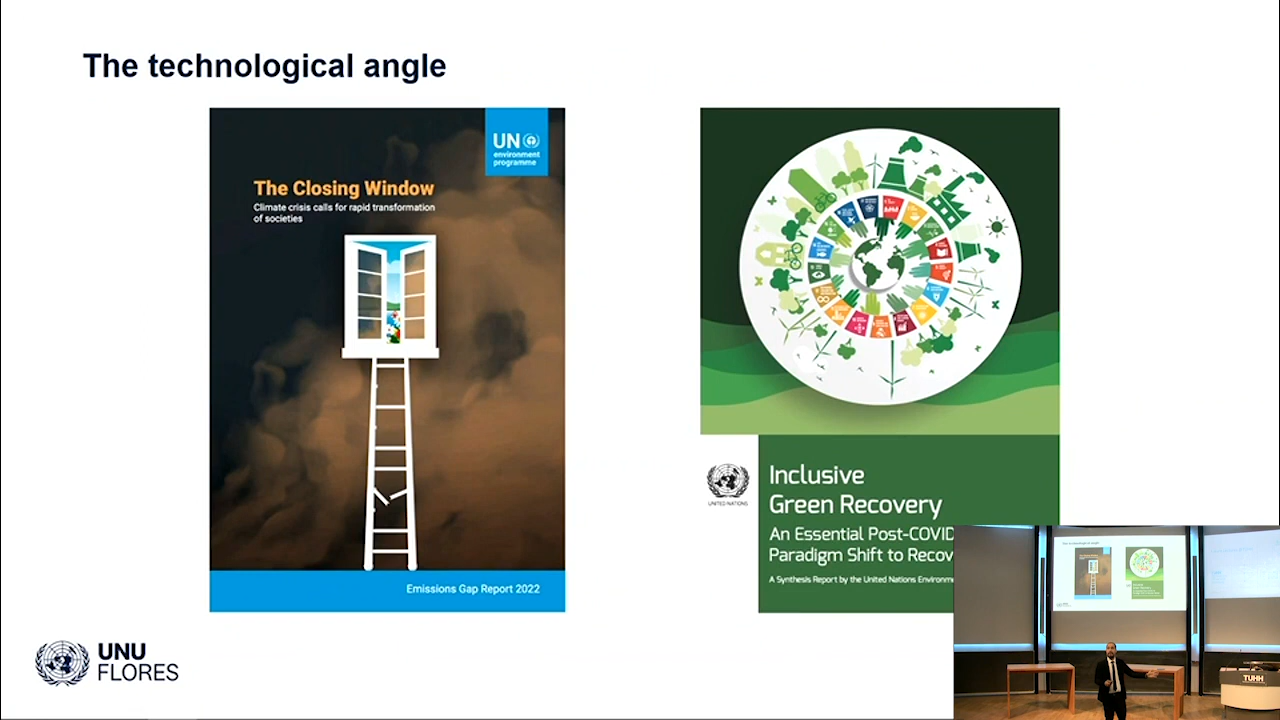 The technological angle
UN
environment
programme
The Closing Window
Climate crisis calls for rapid transformation
of societies
Emissions Gap Report 2022
UNITED NATIONS
Inclusive
Green Recovery
An Essential Post-COVID
Paradigm Shift to Recov
A Synthesis Report by the United Nations Environm
UNU
FLORES
TUHH